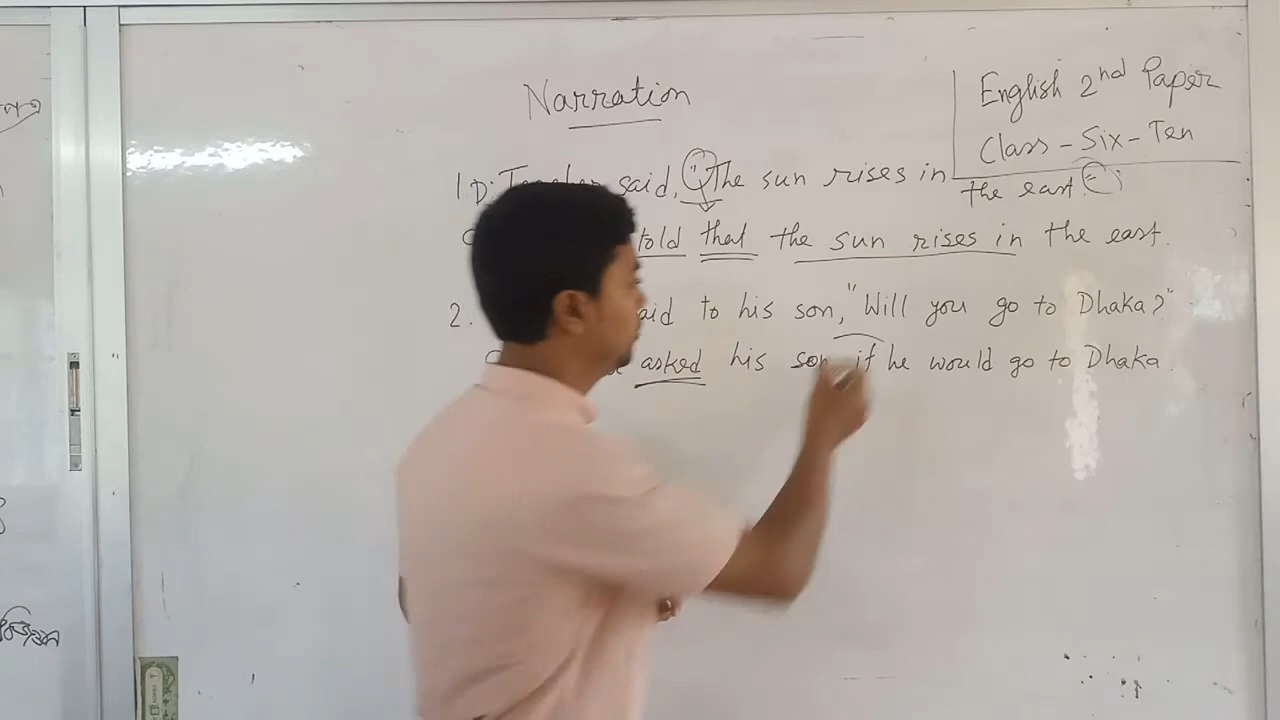 Narration
English 2nd Paper
Class - Six - Ten
1 D: Teacher said, "The sun rises in the east."
told that the sun rises in the east.
2. said to his son, "Will you go to Dhaka?"
asked his son if he would go to Dhaka.